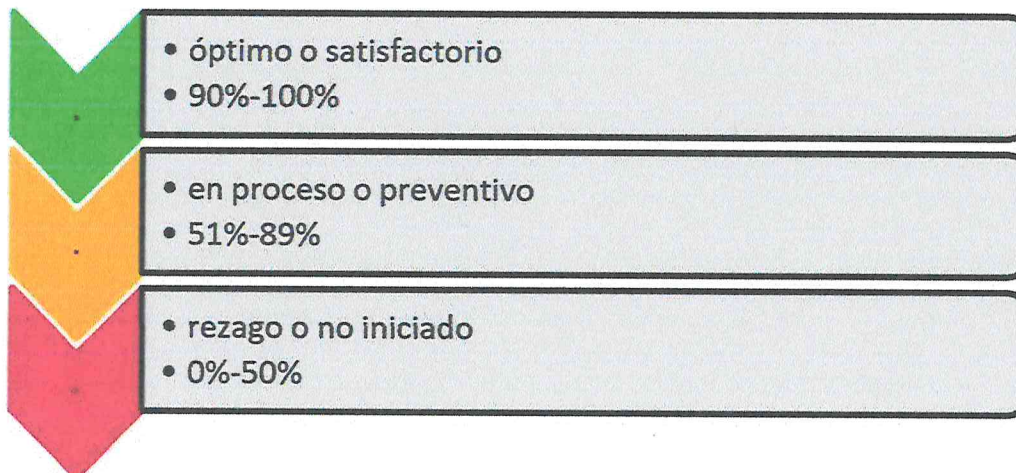 • óptimo o satisfactorio
• 90%-100%
• en proceso o preventivo
• 51%-89%
• rezago o no iniciado
• 0%-50%